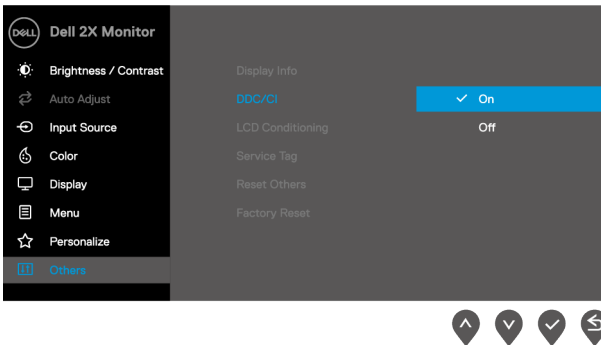 DELL
Dell 2X Monitor
Brightness / Contrast
Auto Adjust
Input Source
Color
Display
Menu
Personalize
Others
Display Info
DDC/CI
LCD Conditioning
Service Tag
Reset Others
Factory Reset
On
Off